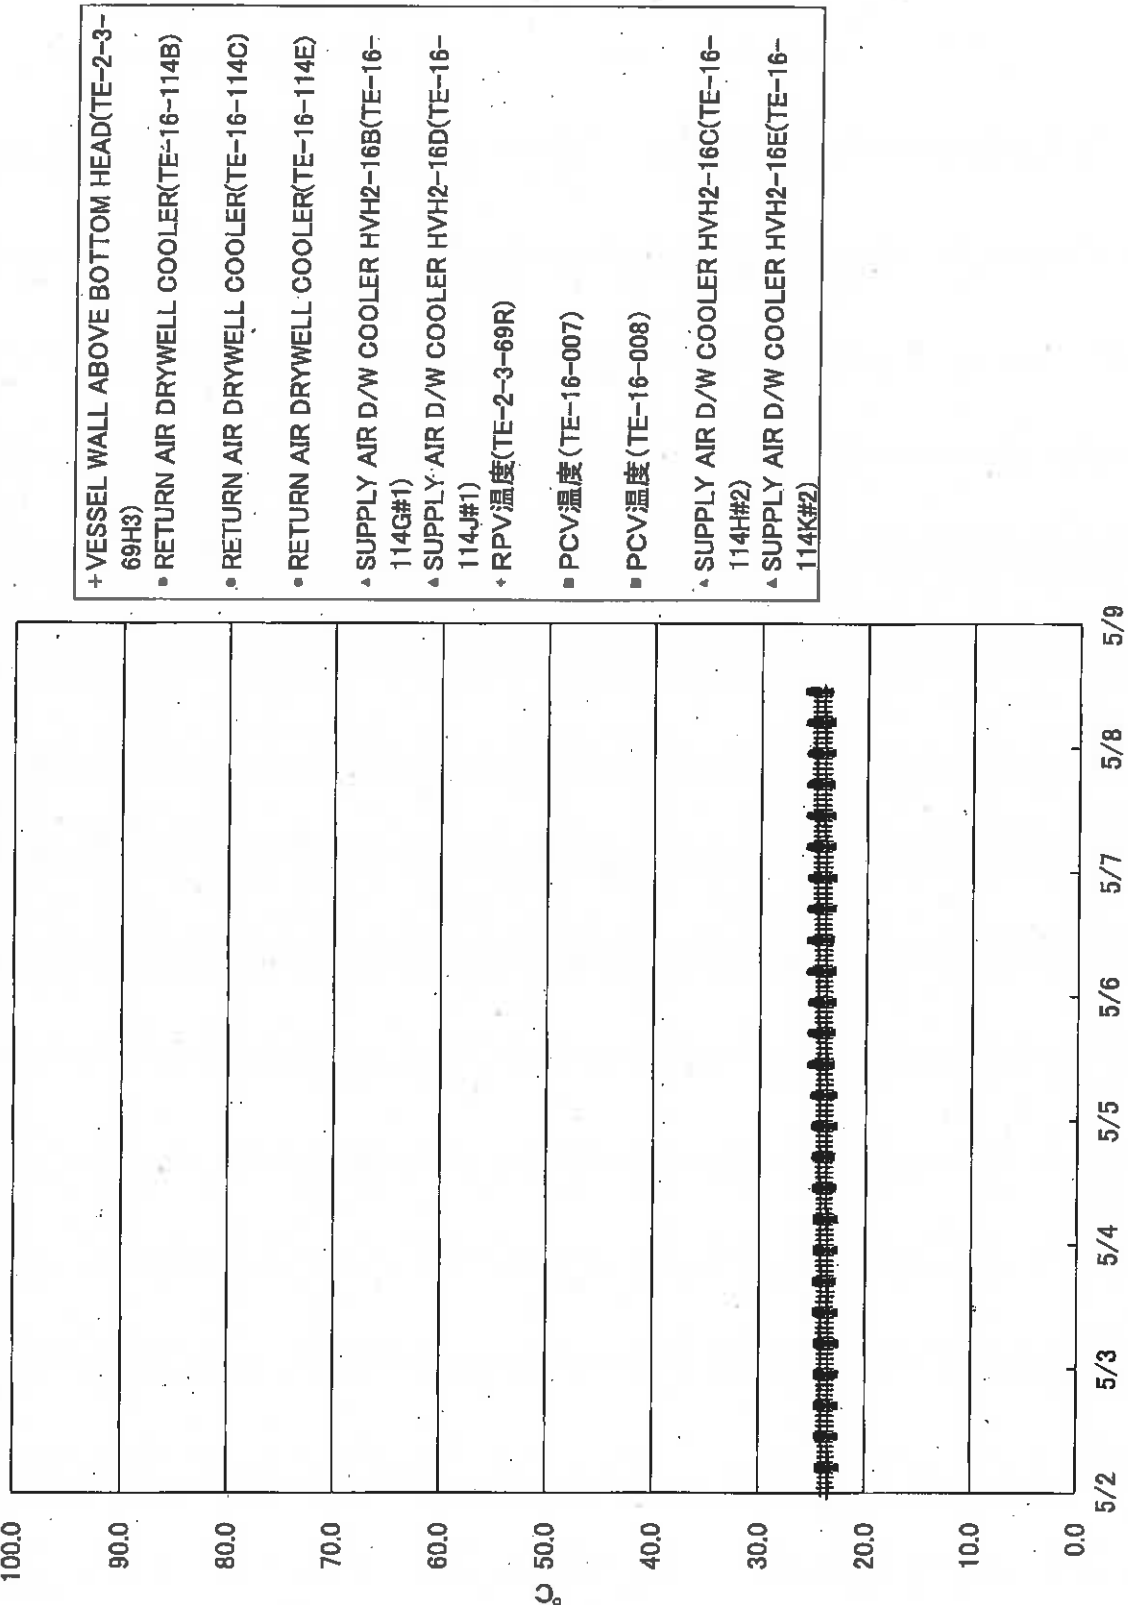 100.0
90.0
80.0
70.0
60.0
50.0
40.0
30.0
20.0
10.0
0.0
℃
5/2
5/3
5/4
5/5
5/6
5/7
5/8
5/9
+ VESSEL WALL ABOVE BOTTOM HEAD(TE-2-3-
69H3)
RETURN AIR DRYWELL COOLER(TE-16-114B)
RETURN AIR DRYWELL COOLER(TE-16-114C)
RETURN AIR DRYWELL COOLER(TE-16-114E)
SUPPLY AIR D/W COOLER HVH2-16B(TE-16-
114G#1)
SUPPLY AIR D/W COOLER HVH2-16D(TE-16-
114J#1)
RPV温度(TE-2-3-69R)
PCV温度(TE-16-007)
PCV温度(TE-16-008)
SUPPLY AIR D/W COOLER HVH2-16C(TE-16-
114H#2)
SUPPLY AIR D/W COOLER HVH2-16E(TE-16-
114K#2)